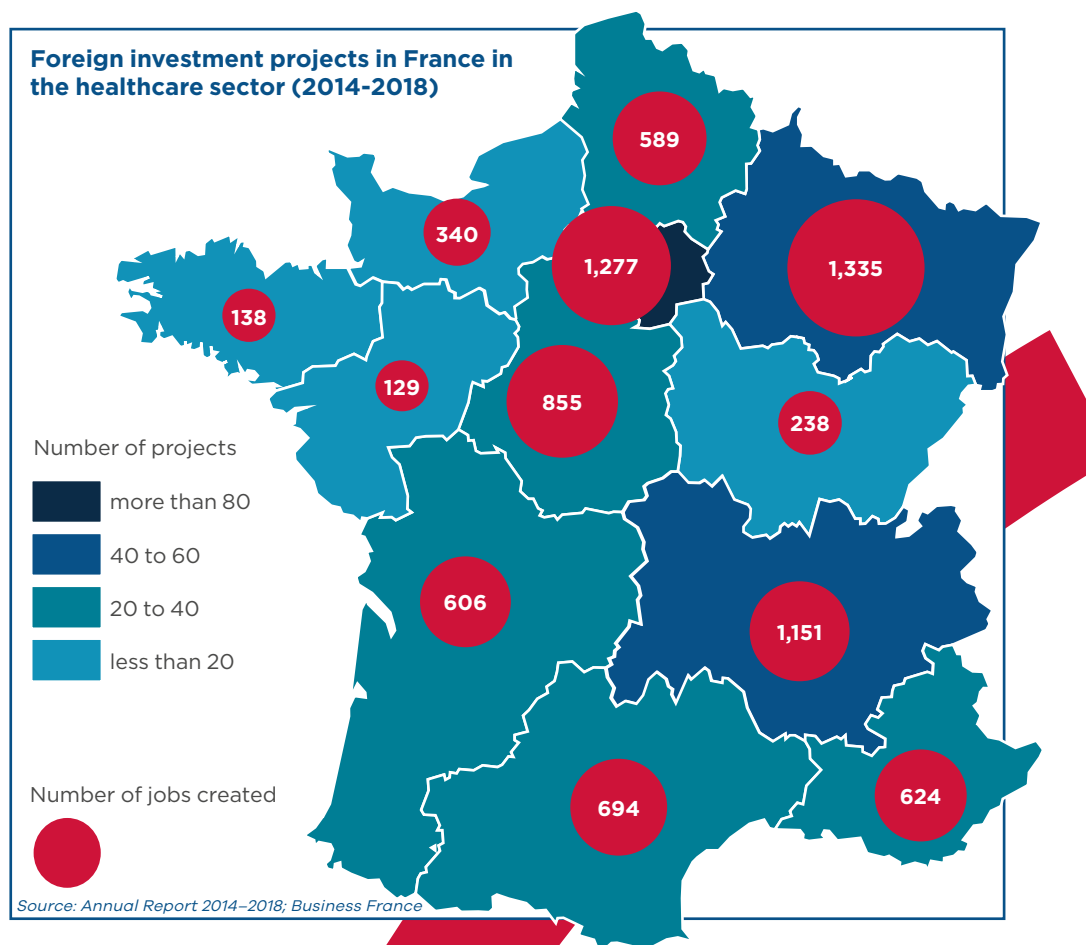 Foreign investment projects in France in
the healthcare sector (2014-2018)
589
340
1,277
1,335
138
129
855
238
Number of projects
more than 80
40 to 60
20 to 40
less than 20
606
1,151
694
624
Number of jobs created
Source: Annual Report 2014–2018; Business France